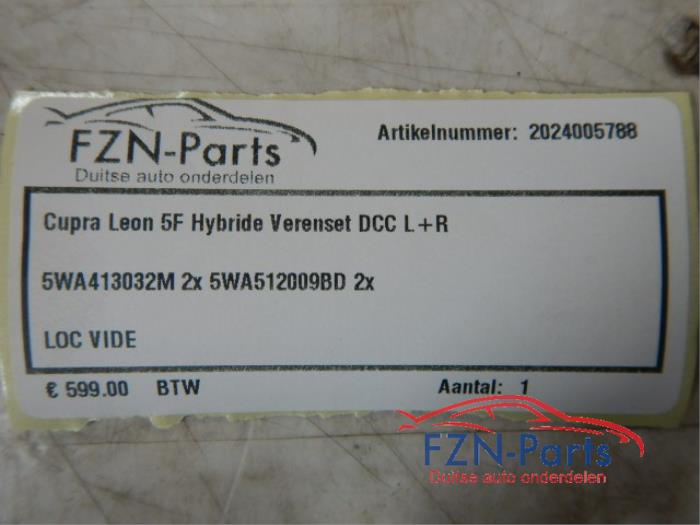 FZN-Parts
Duitse auto onderdelen
Artikelnummer: 2024005788
Cupra Leon 5F Hybride Verenset DCC L+R
5WA413032M 2x 5WA512009BD 2x
LOC VIDE
€ 599.00 BTW Aantal: 1
FZN-Parts
Duitse auto onderdelen